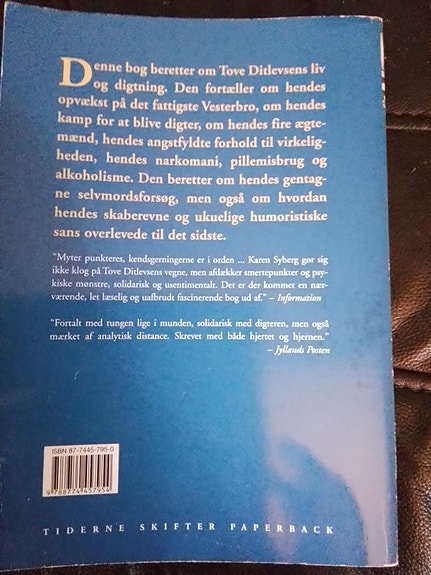 Denne bog beretter om Tove Ditlevsens liv
og digtning. Den fortæller om hendes
opvækst på det fattigste Vesterbro, om hendes
kamp for at blive digter, om hendes fire ægte-
mænd, hendes angstfyldte forhold til virkelig-
heden, hendes narkomani, pillemisbrug og
alkoholisme. Den beretter om hendes gentag-
ne selvmordsforsøg, men også om hvordan
hendes skaberevne og ukuelige humoristiske
sans overlevede til det sidste.
"Myter punkteres, kendsgerningerne er i orden ... Karen Syberg gør sig
ikke klog på Tove Ditlevsens vegne, men afdækker smertepunkter og psy-
kiske mønstre, solidarisk og usentimentalt. Det er der kommet en nær-
værende, let læselig og uafbrudt fascinerende bog ud af." – Information
"Fortalt med tungen lige i munden, solidarisk med digteren, men også
mærket af analytisk distance. Skrevet med både hjertet og hjernen."
– Jyllands Posten
ISBN 87-7445-795-0
9 788774 457954
TIDERNE SKIFTER PAPERBACK